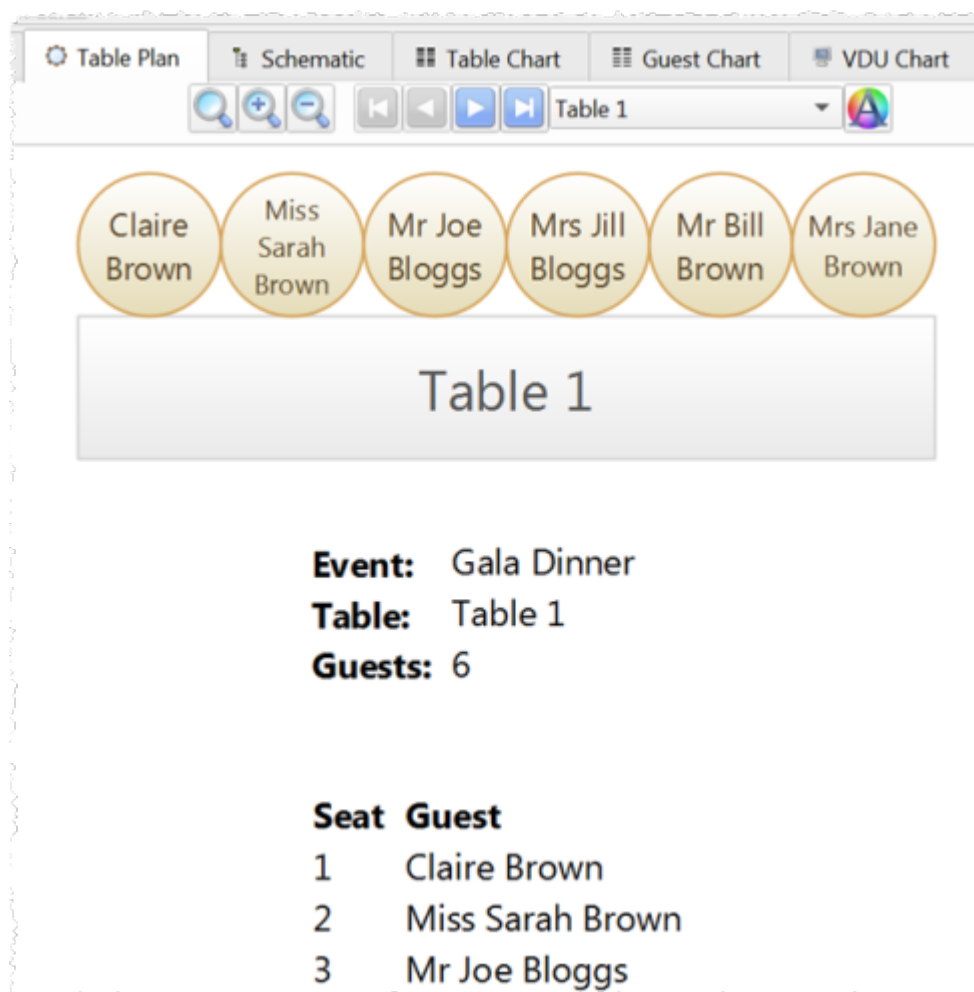 Table Plan Schematic Table Chart Guest Chart VDU Chart
Table 1
Claire Brown
Miss Sarah Brown
Mr Joe Bloggs
Mrs Jill Bloggs
Mr Bill Brown
Mrs Jane Brown
Table 1
Event: Gala Dinner
Table: Table 1
Guests: 6
Seat Guest
1 Claire Brown
2 Miss Sarah Brown
3 Mr Joe Bloggs